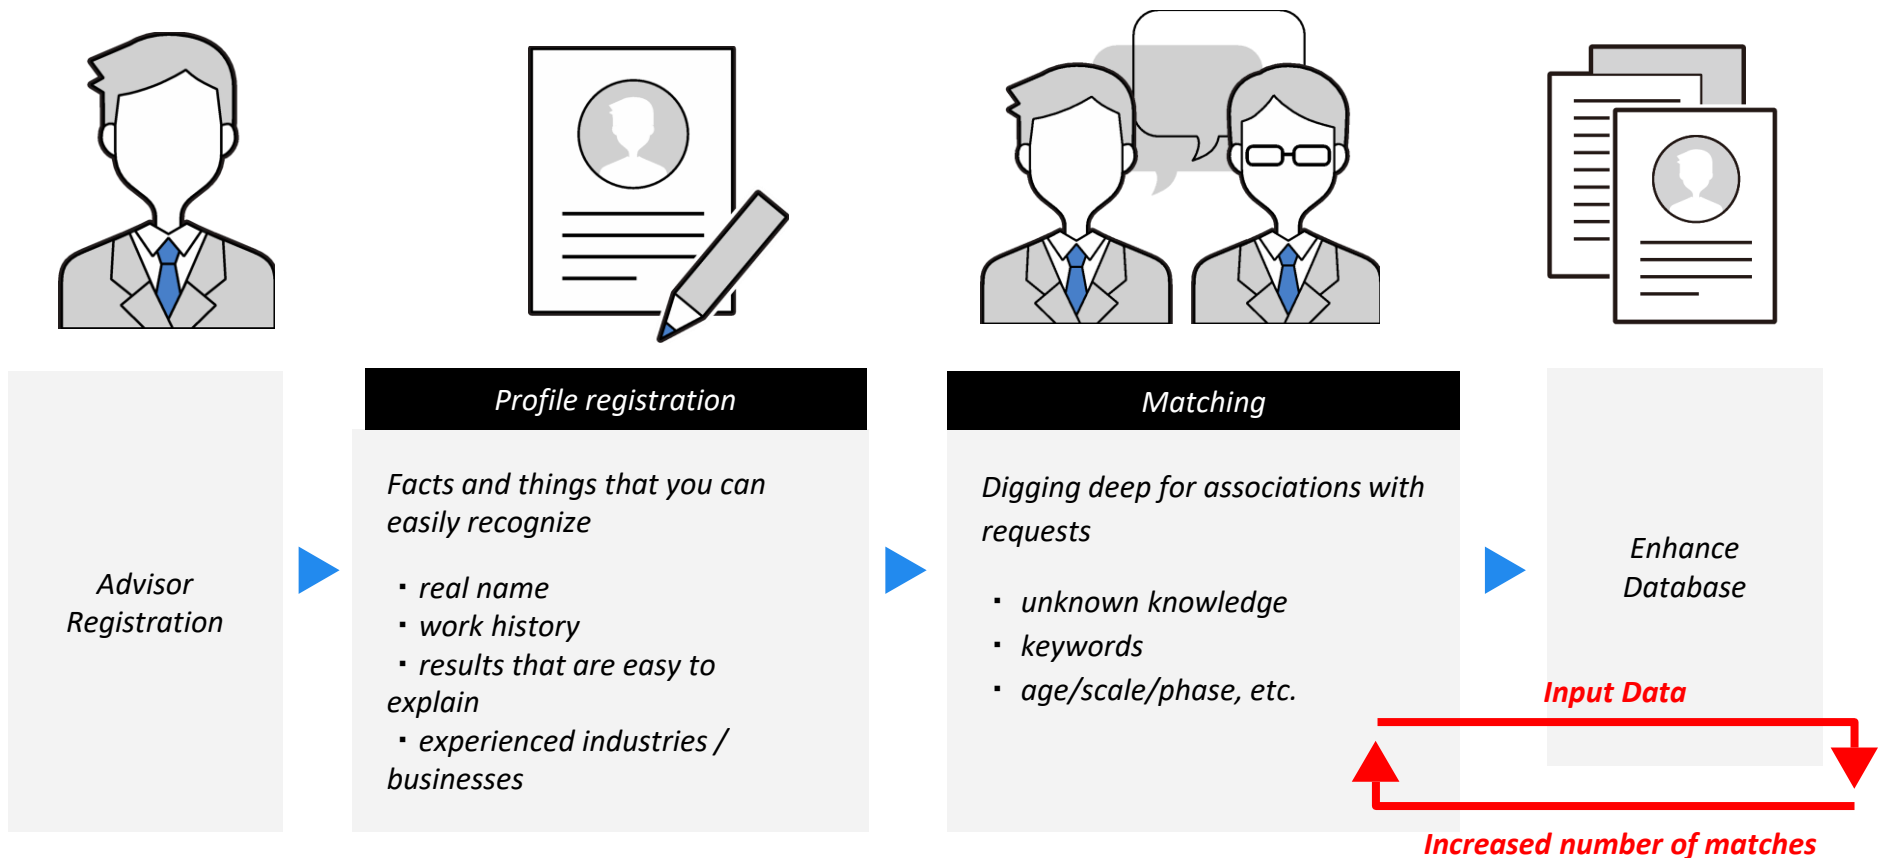 Advisor
Registration
Profile registration
Facts and things that you can
easily recognize
・real name
・work history
・results that are easy to
explain
・experienced industries /
businesses
Matching
Digging deep for associations with
requests
・ unknown knowledge
・ keywords
・ age/scale/phase, etc.
Enhance
Database
Input Data
Increased number of matches